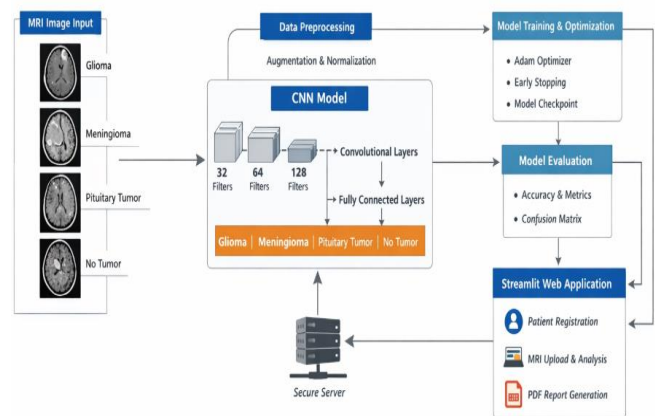 MRI Image Input
Glioma
Meningioma
Pituitary Tumor
No Tumor
Data Preprocessing
Augmentation & Normalization
CNN Model
32 Filters
64 Filters
128 Filters
Convolutional Layers
Fully Connected Layers
Glioma | Meningioma | Pituitary Tumor | No Tumor
Secure Server
Model Training & Optimization
• Adam Optimizer
• Early Stopping
• Model Checkpoint
Model Evaluation
• Accuracy & Metrics
• Confusion Matrix
Streamlit Web Application
Patient Registration
MRI Upload & Analysis
PDF Report Generation